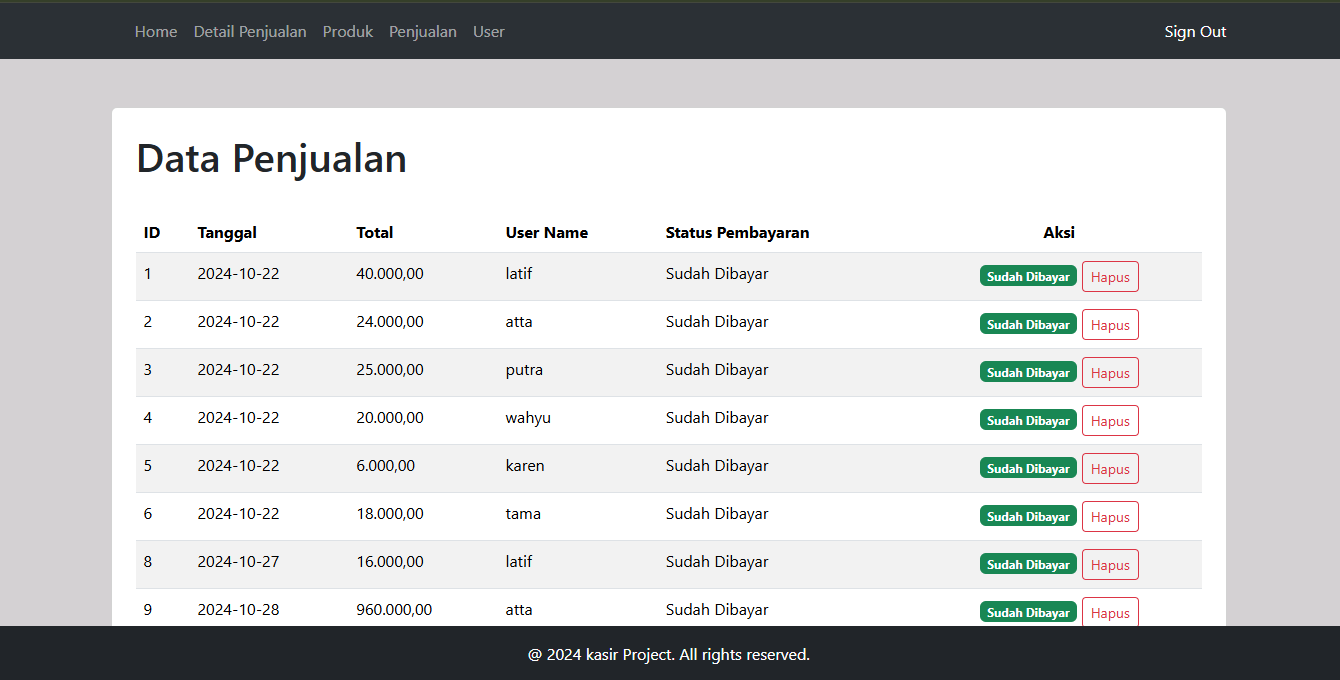 Home Detail Penjualan Produk Penjualan User Sign Out
Data Penjualan
ID Tanggal Total User Name Status Pembayaran Aksi
1 2024-10-22 40.000,00 latif Sudah Dibayar Sudah Dibayar Hapus
2 2024-10-22 24.000,00 atta Sudah Dibayar Sudah Dibayar Hapus
3 2024-10-22 25.000,00 putra Sudah Dibayar Sudah Dibayar Hapus
4 2024-10-22 20.000,00 wahyu Sudah Dibayar Sudah Dibayar Hapus
5 2024-10-22 6.000,00 karen Sudah Dibayar Sudah Dibayar Hapus
6 2024-10-22 18.000,00 tama Sudah Dibayar Sudah Dibayar Hapus
8 2024-10-27 16.000,00 latif Sudah Dibayar Sudah Dibayar Hapus
9 2024-10-28 960.000,00 atta Sudah Dibayar Sudah Dibayar Hapus
@ 2024 kasir Project. All rights reserved.